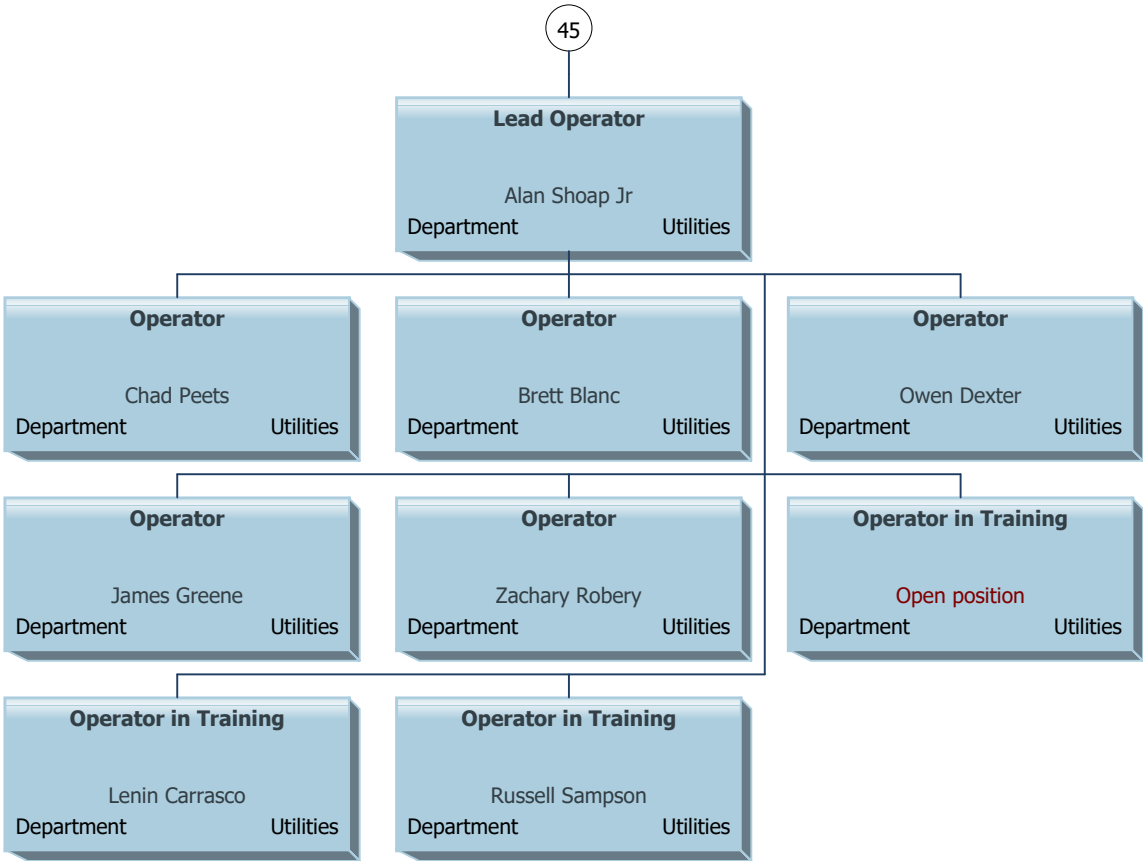 45
Lead Operator
Alan Shoap Jr
Department Utilities
Operator
Chad Peets
Department Utilities
Operator
Brett Blanc
Department Utilities
Operator
Owen Dexter
Department Utilities
Operator
James Greene
Department Utilities
Operator
Zachary Robery
Department Utilities
Operator in Training
Open position
Department Utilities
Operator in Training
Lenin Carrasco
Department Utilities
Operator in Training
Russell Sampson
Department Utilities